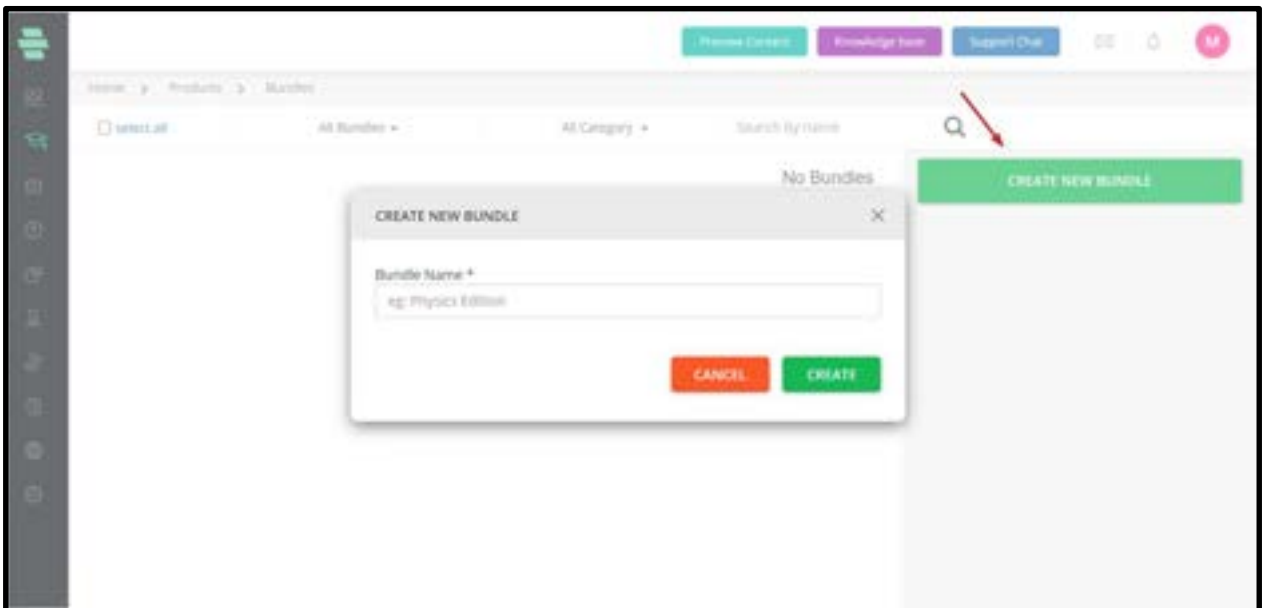 Preview Content Knowledge base Support Chat M
Home > Products > Bundles
select all All Bundles All Category Search By name
No Bundles CREATE NEW BUNDLE
CREATE NEW BUNDLE
Bundle Name *
eg: Physics Edition
CANCEL CREATE